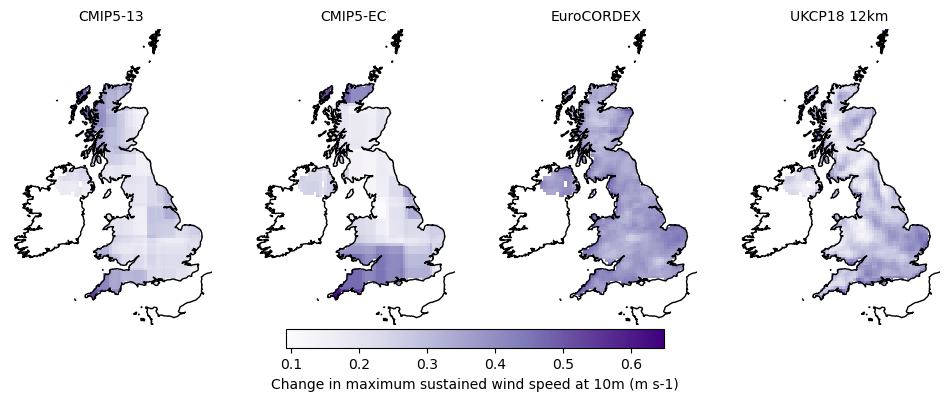 CMIP5-13
CMIP5-EC
EuroCORDEX
UKCP18 12km
0.1 0.2 0.3 0.4 0.5 0.6
Change in maximum sustained wind speed at 10m (m s-1)